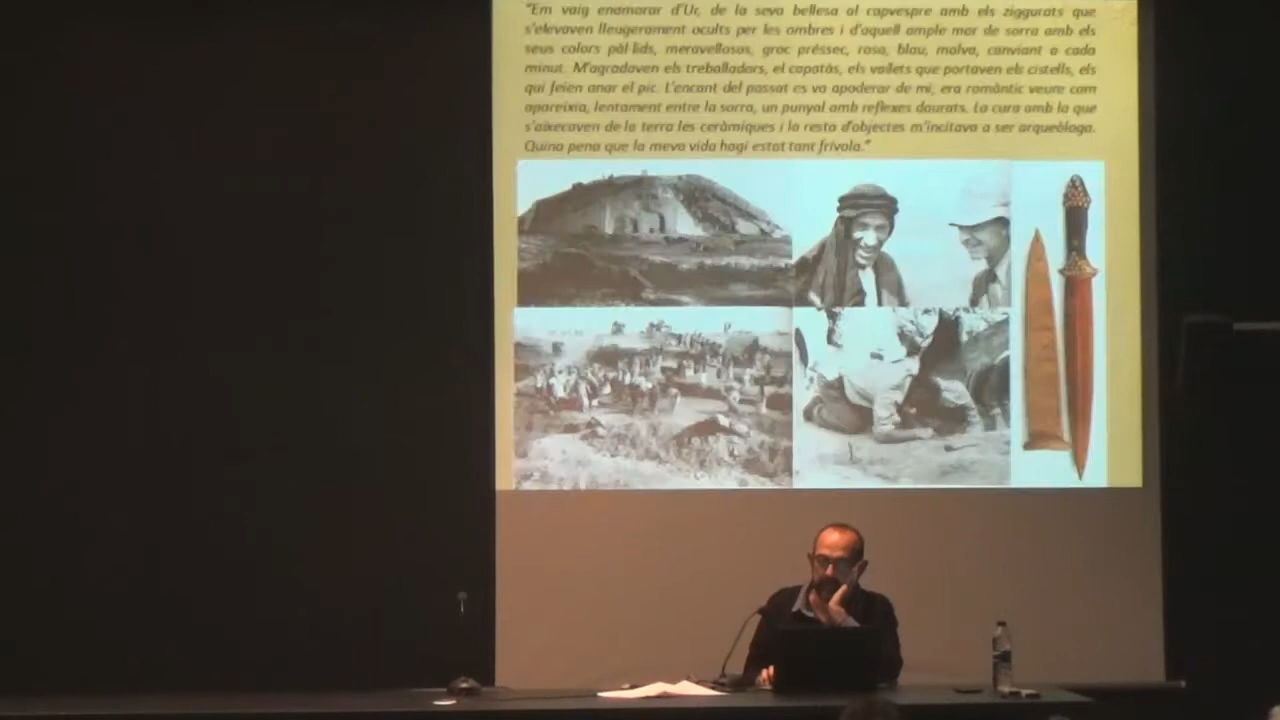 "Em vaig enamorar d'Ur, de la seva bellesa al capvespre amb els ziggurats que
s'elevaven lleugerament ocults per les ombres i d'aquell ample mar de sorra amb els
seus colors pàl·lids, meravellosos, groc préssec, rosa, blau, malva, canviant a cada
minut. M'agradaven els treballadors, el capatàs, els vailets que portaven els cistells, els
qui feien anar el pic. L'encant del passat es va apoderar de mi, era romàntic veure com
apareixia, lentament entre la sorra, un punyal amb reflexes daurats. La cura amb la que
s'aixecaven de la terra les ceràmiques i la resta d'objectes m'incitava a ser arqueòloga.
Quina pena que la meva vida hagi estat tant frívola."